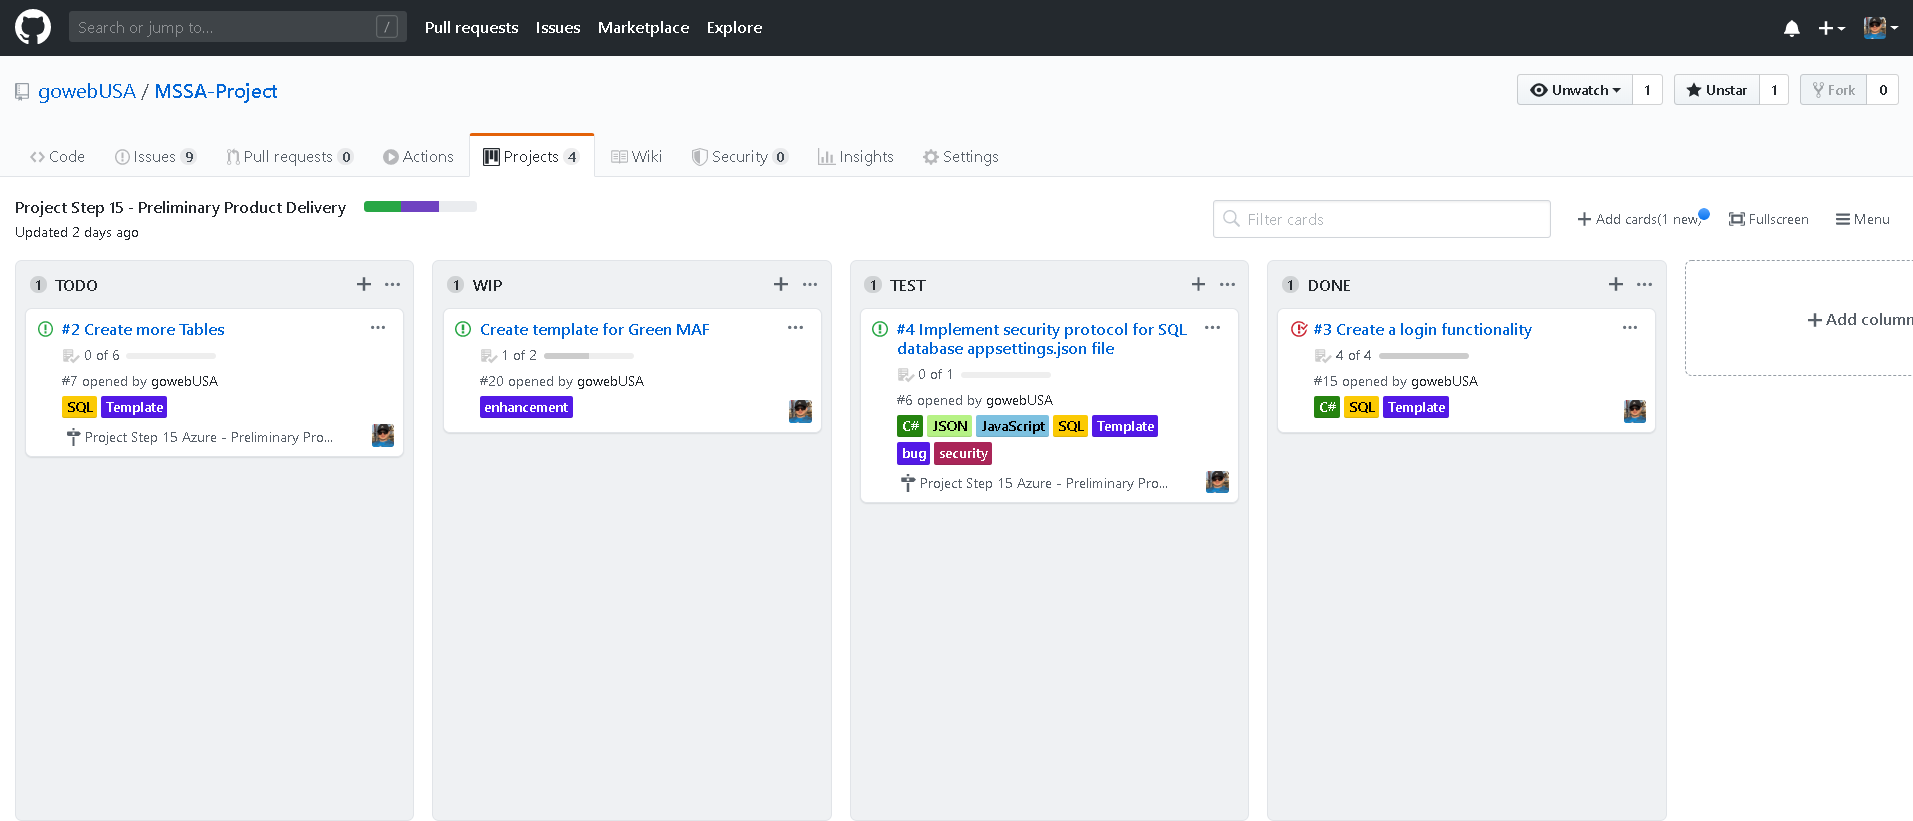 Search or jump to... /
Pull requests Issues Marketplace Explore
gowebUSA / MSSA-Project
Unwatch 1 Unstar 1 Fork 0
Code Issues 9 Pull requests 0 Actions Projects 4 Wiki Security 0 Insights Settings
Project Step 15 - Preliminary Product Delivery
Updated 2 days ago
Filter cards
Add cards(1 new) Fullscreen Menu
1 TODO
#2 Create more Tables
0 of 6
#7 opened by gowebUSA
SQL Template
Project Step 15 Azure - Preliminary Pro...
1 WIP
Create template for Green MAF
1 of 2
#20 opened by gowebUSA
enhancement
1 TEST
#4 Implement security protocol for SQL
database appsettings.json file
0 of 1
#6 opened by gowebUSA
C# JSON JavaScript SQL Template
bug security
Project Step 15 Azure - Preliminary Pro...
1 DONE
#3 Create a login functionality
4 of 4
#15 opened by gowebUSA
C# SQL Template
Add column